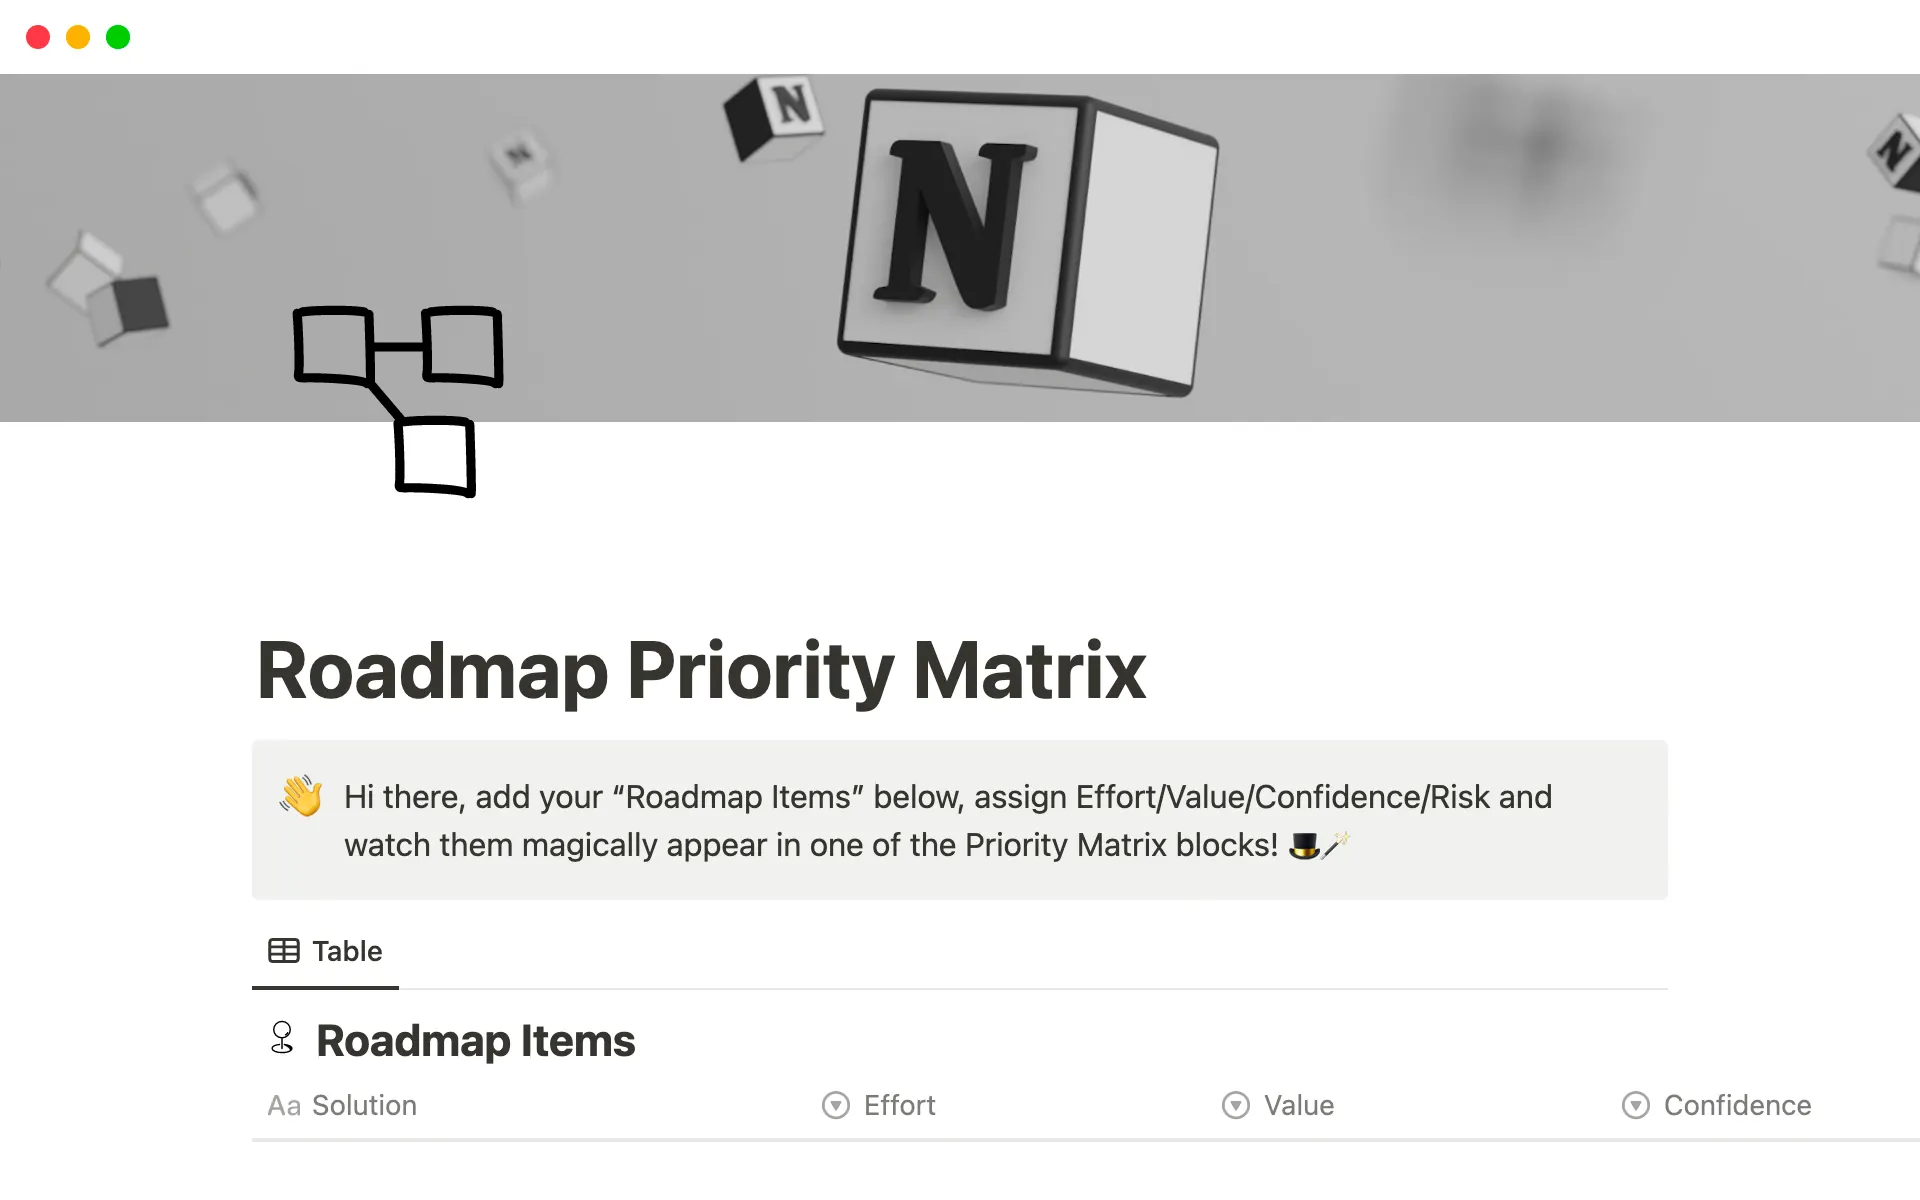 N
N
N
N
Roadmap Priority Matrix
Hi there, add your “Roadmap Items” below, assign Effort/Value/Confidence/Risk and
watch them magically appear in one of the Priority Matrix blocks!
Table
Roadmap Items
Aa Solution
Effort
Value
Confidence